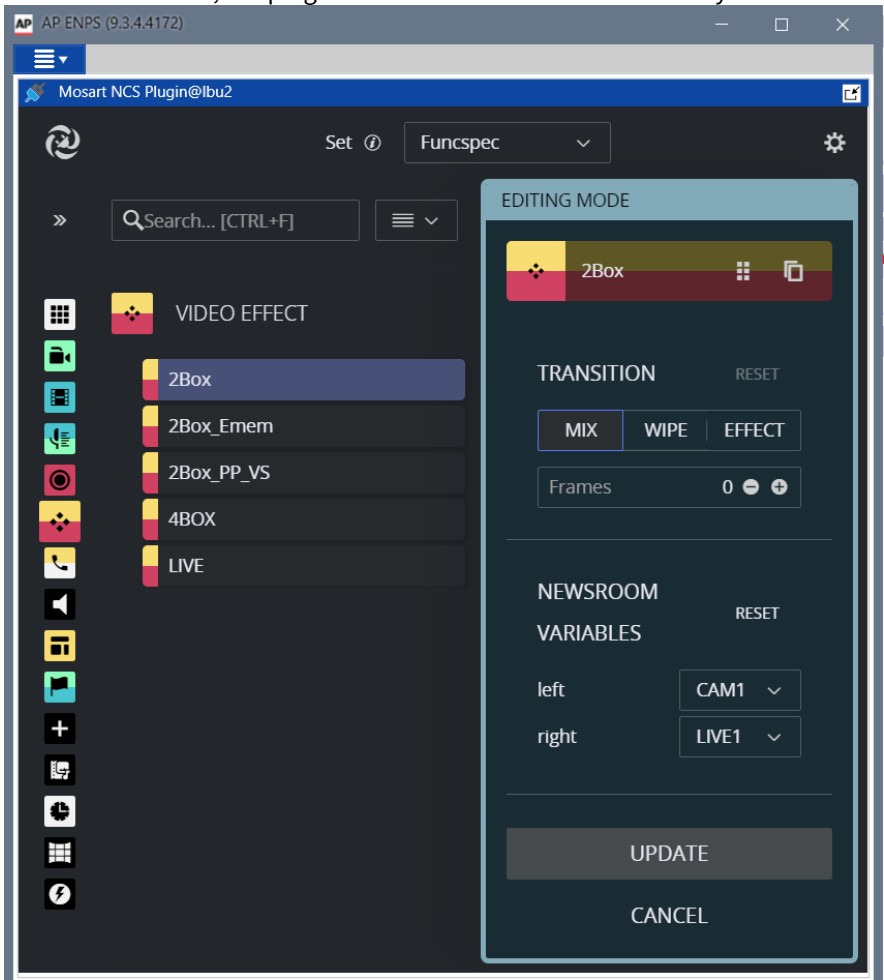 AP AP ENPS (9.3.4.4172)
Mosart NCS Plugin@lbu2
Set i Funcspec
Search... [CTRL+F]
EDITING MODE
2Box
VIDEO EFFECT
2Box
2Box_Emem
2Box_PP_VS
4BOX
LIVE
TRANSITION RESET
MIX WIPE EFFECT
Frames 0
NEWSROOM
VARIABLES
RESET
left CAM1
right LIVE1
UPDATE
CANCEL